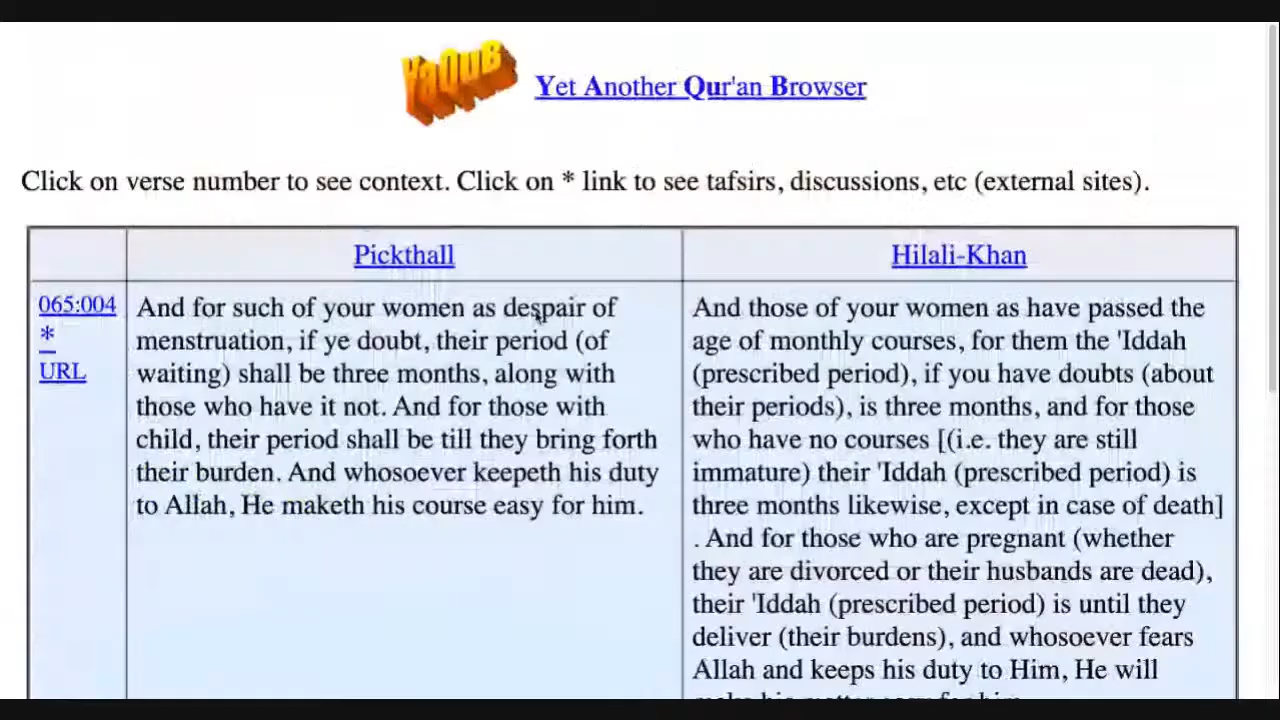 YaQuB
Yet Another Qur'an Browser
Click on verse number to see context. Click on * link to see tafsirs, discussions, etc (external sites).
Pickthall
Hilali-Khan
065:004
*
URL
And for such of your women as despair of
menstruation, if ye doubt, their period (of
waiting) shall be three months, along with
those who have it not. And for those with
child, their period shall be till they bring forth
their burden. And whosoever keepeth his duty
to Allah, He maketh his course easy for him.
And those of your women as have passed the
age of monthly courses, for them the 'Iddah
(prescribed period), if you have doubts (about
their periods), is three months, and for those
who have no courses [(i.e. they are still
immature) their 'Iddah (prescribed period) is
three months likewise, except in case of death]
. And for those who are pregnant (whether
they are divorced or their husbands are dead),
their 'Iddah (prescribed period) is until they
deliver (their burdens), and whosoever fears
Allah and keeps his duty to Him, He will